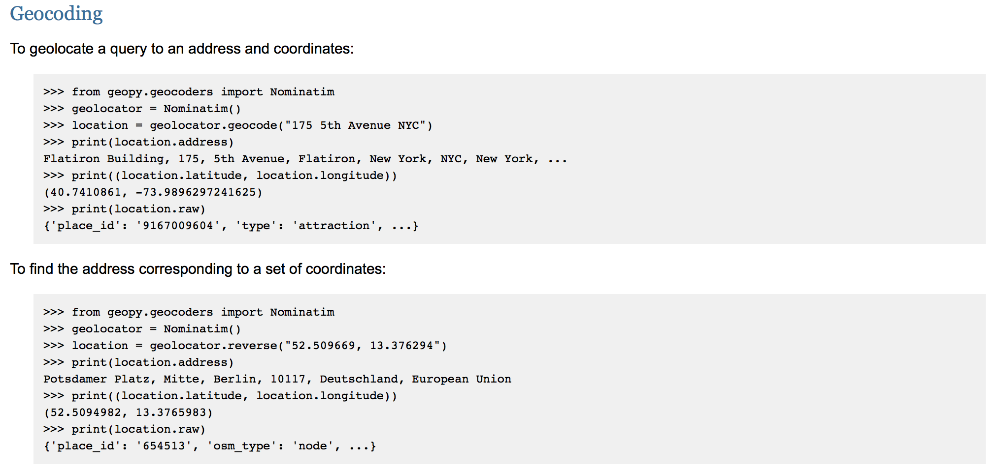 Geocoding
To geolocate a query to an address and coordinates:
>>> from geopy.geocoders import Nominatim
>>> geolocator = Nominatim()
>>> location = geolocator.geocode("175 5th Avenue NYC")
>>> print(location.address)
Flatiron Building, 175, 5th Avenue, Flatiron, New York, NYC, New York, ...
>>> print((location.latitude, location.longitude))
(40.7410861, -73.9896297241625)
>>> print(location.raw)
{'place_id': '9167009604', 'type': 'attraction', ...}
To find the address corresponding to a set of coordinates:
>>> from geopy.geocoders import Nominatim
>>> geolocator = Nominatim()
>>> location = geolocator.reverse("52.509669, 13.376294")
>>> print(location.address)
Potsdamer Platz, Mitte, Berlin, 10117, Deutschland, European Union
>>> print((location.latitude, location.longitude))
(52.5094982, 13.3765983)
>>> print(location.raw)
{'place_id': '654513', 'osm_type': 'node', ...}